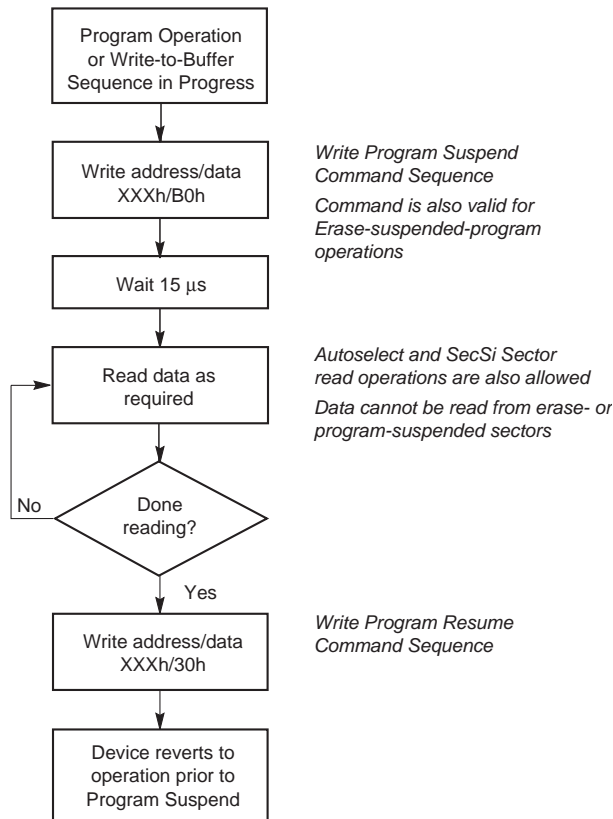 Program Operation
or Write-to-Buffer
Sequence in Progress
Write address/data
XXXh/B0h
Write Program Suspend
Command Sequence
Command is also valid for
Erase-suspended-program
operations
Wait 15 μs
Read data as
required
Autoselect and SecSi Sector
read operations are also allowed
Data cannot be read from erase- or
program-suspended sectors
Done
reading?
No
Yes
Write address/data
XXXh/30h
Write Program Resume
Command Sequence
Device reverts to
operation prior to
Program Suspend